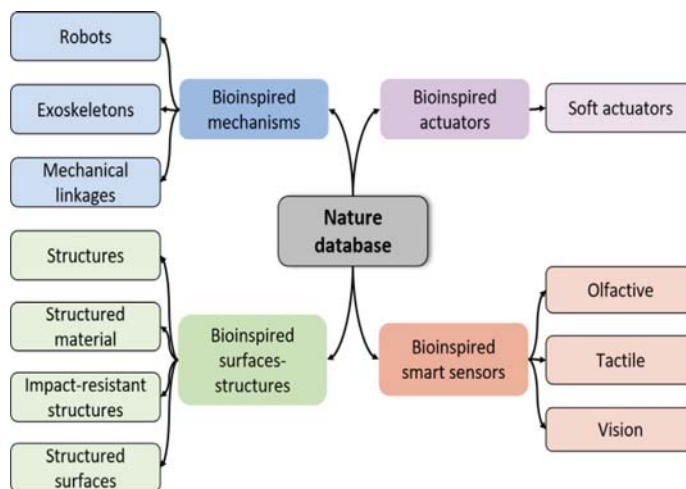 Robots
Exoskeletons
Mechanical
linkages
Bioinspired
mechanisms
Bioinspired
actuators
Soft actuators
Nature
database
Structures
Structured
material
Impact-resistant
structures
Structured
surfaces
Bioinspired
surfaces-
structures
Bioinspired
smart sensors
Olfactive
Tactile
Vision